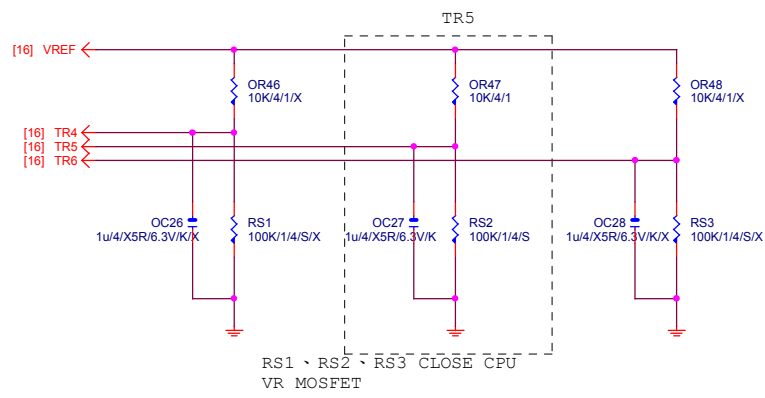 TR5
[16] VREF
OR46
10K/4/1/X
OR47
10K/4/1
OR48
10K/4/1/X
[16] TR4
[16] TR5
[16] TR6
OC26
1u/4/X5R/6.3V/K/X
RS1
100K/1/4/S/X
OC27
1u/4/X5R/6.3V/K
RS2
100K/1/4/S
OC28
1u/4/X5R/6.3V/K/X
RS3
100K/1/4/S/X
RS1、RS2、RS3 CLOSE CPU
VR MOSFET